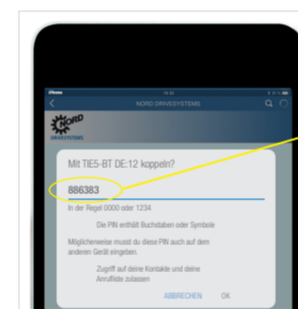 NORD DRIVESYSTEMS
NORD
DRIVESYSTEMS
Mit TIE5-BT DE:12 koppeln?
886383
In der Regel 0000 oder 1234
Die PIN enthält Buchstaben oder Symbole
Möglicherweise musst du diese PIN auch auf dem
anderen Gerät eingeben.
Zugriff auf deine Kontakte und deine
Anrufliste zulassen
ABBRECHEN OK